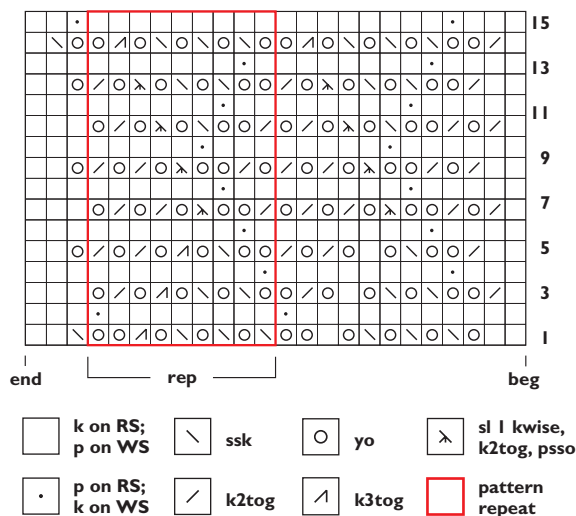 15
13
11
9
7
5
3
1
end
rep
beg
k on RS;
p on WS
ssk
yo
sl 1 kwise,
k2tog, psso
p on RS;
k on WS
k2tog
k3tog
pattern
repeat